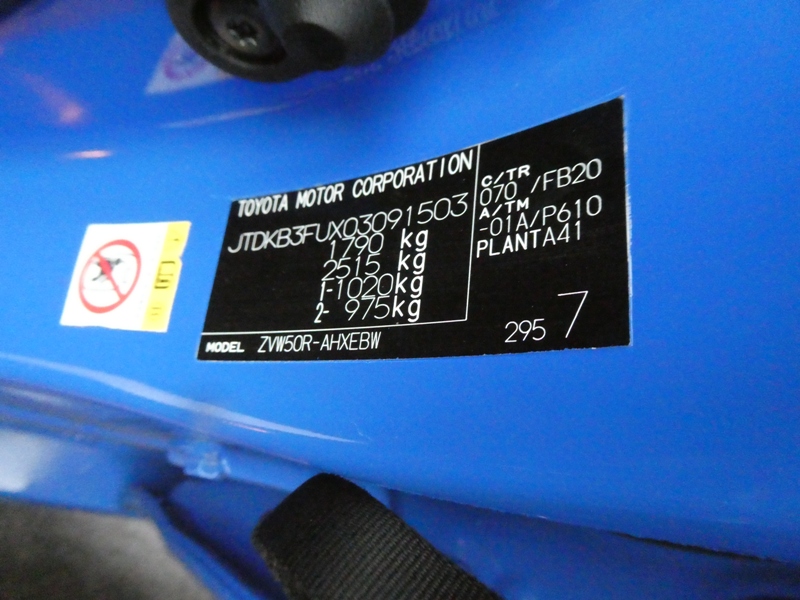 TOYOTA MOTOR CORPORATION
JTDKB3FUX03091503
1790 kg
2515 kg
1-1020kg
2- 975kg
C/TR
070 /FB20
A/TM
-01A/P610
PLANTA41
MODEL ZVW50R-AHXEBW
295 7